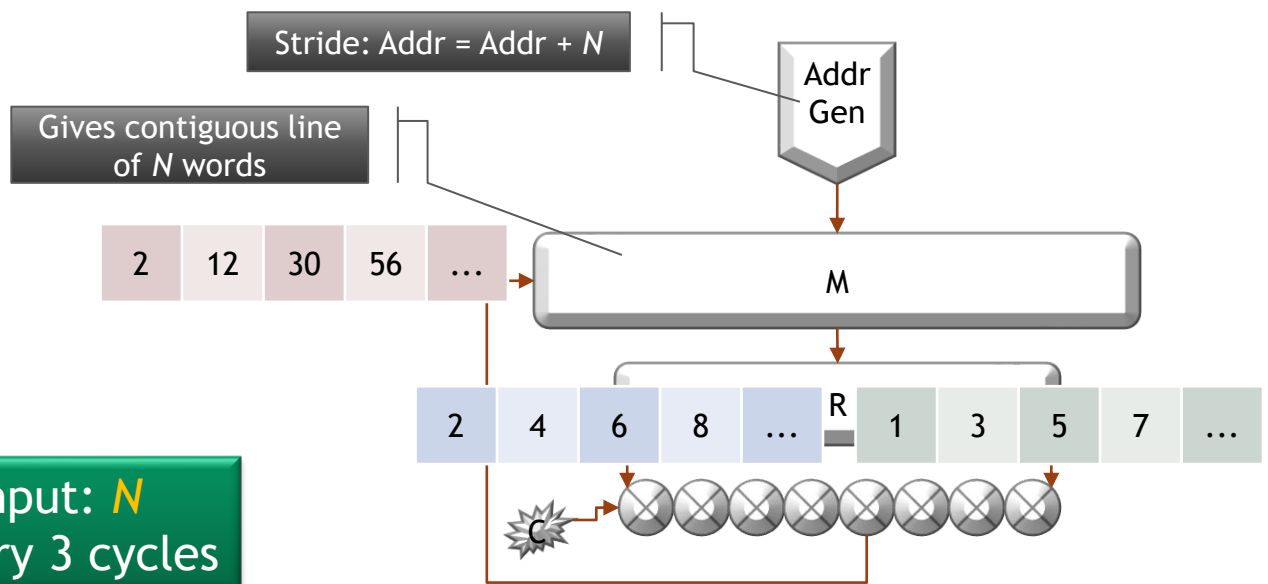 Stride: Addr = Addr + N
Addr
Gen
Gives contiguous line
of N words
2 12 30 56 ...
M
R
2 4 6 8 ...
1 3 5 7 ...
C
nput: N
ry 3 cycles